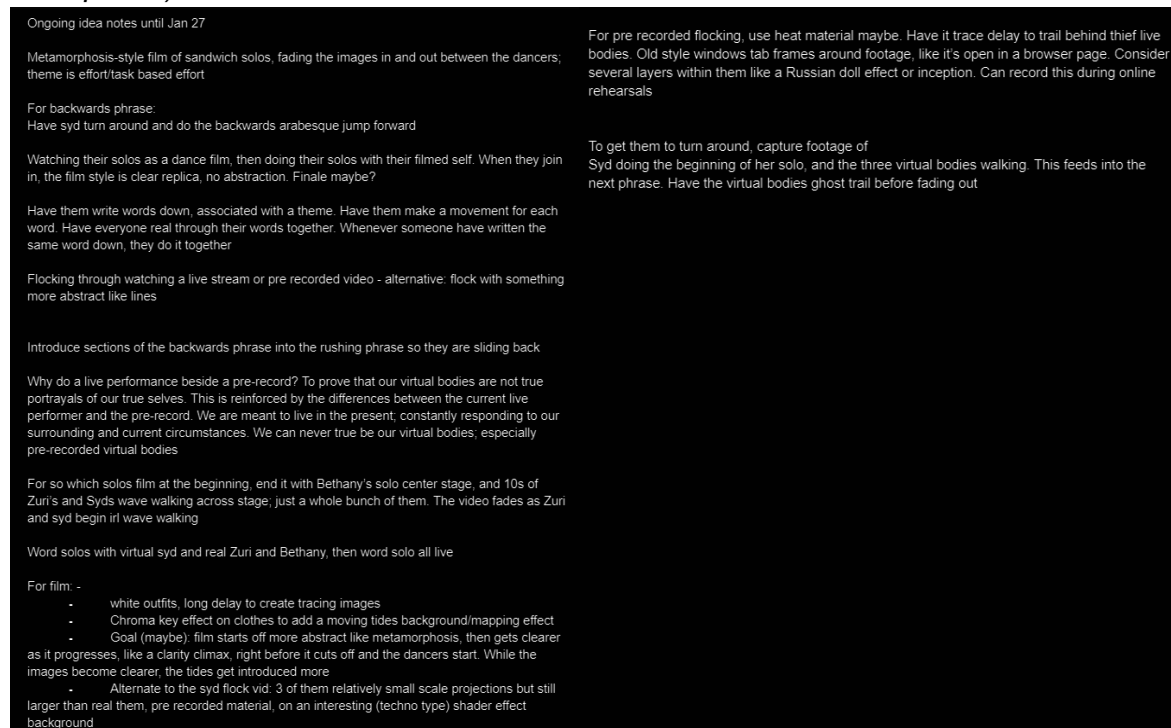 Ongoing idea notes until Jan 27
Metamorphosis-style film of sandwich solos, fading the images in and out between the dancers;
theme is effort/task based effort
For backwards phrase:
Have syd turn around and do the backwards arabesque jump forward
Watching their solos as a dance film, then doing their solos with their filmed self. When they join
in, the film style is clear replica, no abstraction. Finale maybe?
Have them write words down, associated with a theme. Have them make a movement for each
word. Have everyone real through their words together. Whenever someone have written the
same word down, they do it together
Flocking through watching a live stream or pre recorded video - alternative: flock with something
more abstract like lines
Introduce sections of the backwards phrase into the rushing phrase so they are sliding back
Why do a live performance beside a pre-record? To prove that our virtual bodies are not true
portrayals of our true selves. This is reinforced by the differences between the current live
performer and the pre-record. We are meant to live in the present; constantly responding to our
surrounding and current circumstances. We can never true be our virtual bodies; especially
pre-recorded virtual bodies
For so which solos film at the beginning, end it with Bethany's solo center stage, and 10s of
Zuri's and Syds wave walking across stage; just a whole bunch of them. The video fades as Zuri
and syd begin irl wave walking
Word solos with virtual syd and real Zuri and Bethany, then word solo all live
For film: -
- white outfits, long delay to create tracing images
- Chroma key effect on clothes to add a moving tides background/mapping effect
- Goal (maybe): film starts off more abstract like metamorphosis, then gets clearer
as it progresses, like a clarity climax, right before it cuts off and the dancers start. While the
images become clearer, the tides get introduced more
- Alternate to the syd flock vid: 3 of them relatively small scale projections but still
larger than real them, pre recorded material, on an interesting (techno type) shader effect
background
For pre recorded flocking, use heat material maybe. Have it trace delay to trail behind thief live
bodies. Old style windows tab frames around footage, like it's open in a browser page. Consider
several layers within them like a Russian doll effect or inception. Can record this during online
rehearsals
To get them to turn around, capture footage of
Syd doing the beginning of her solo, and the three virtual bodies walking. This feeds into the
next phrase. Have the virtual bodies ghost trail before fading out